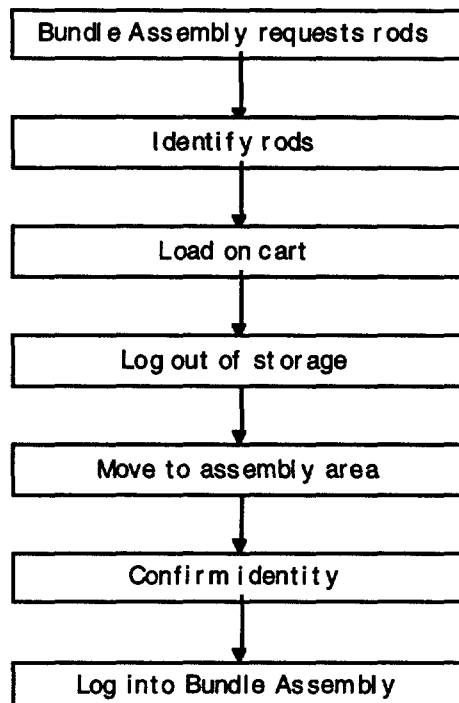 Bundle Assembly requests rods
Identify rods
Load on cart
Log out of storage
Move to assembly area
Confirm identity
Log into Bundle Assembly